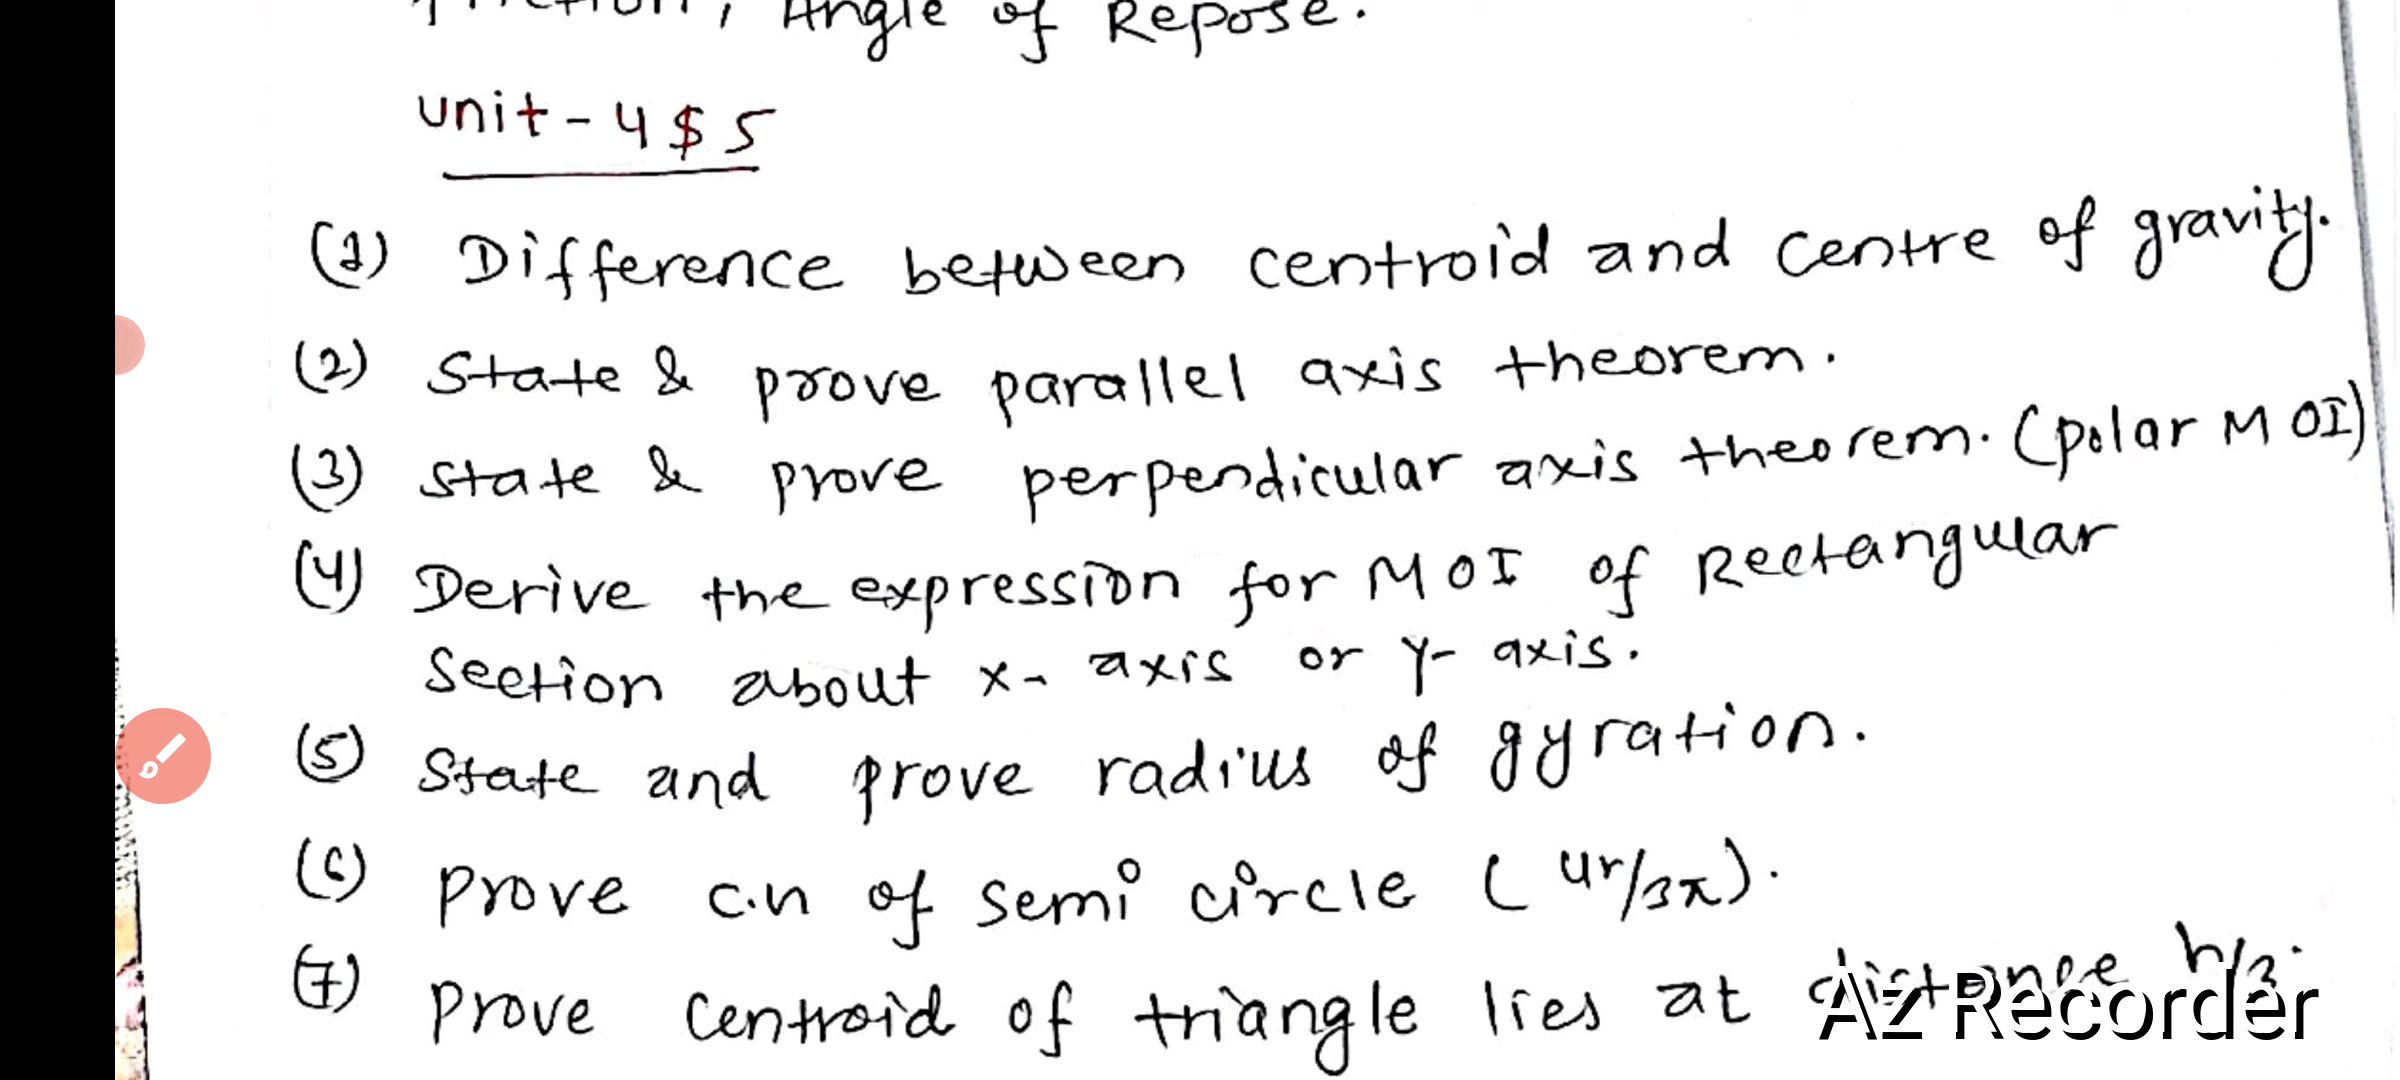 Angle of Repose.
unit - 4 $ 5
(1) Difference between centroid and centre of gravity.
(2) State & prove parallel axis theorem.
(3) state & prove perpendicular axis theorem. (polar MOI)
(4) Derive the expression for MOI of Rectangular
Section about x- axis or y- axis.
(5) State and prove radius of gyration.
(6) prove c.n of semi circle (4r/3π).
(7) prove centroid of triangle lies at distance h/3.
Az Recorder